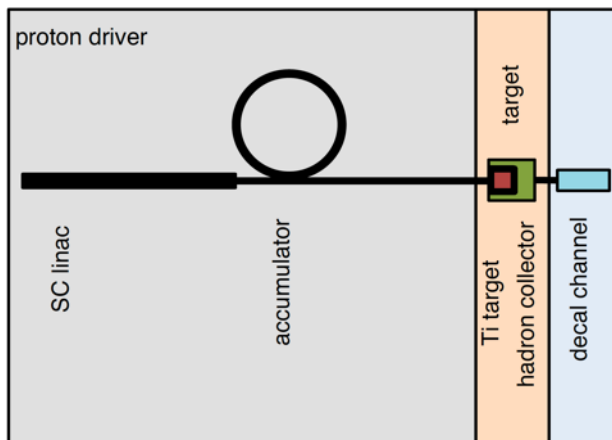 proton driver
target
SC linac
accumulator
Ti target
hadron collector
decal channel